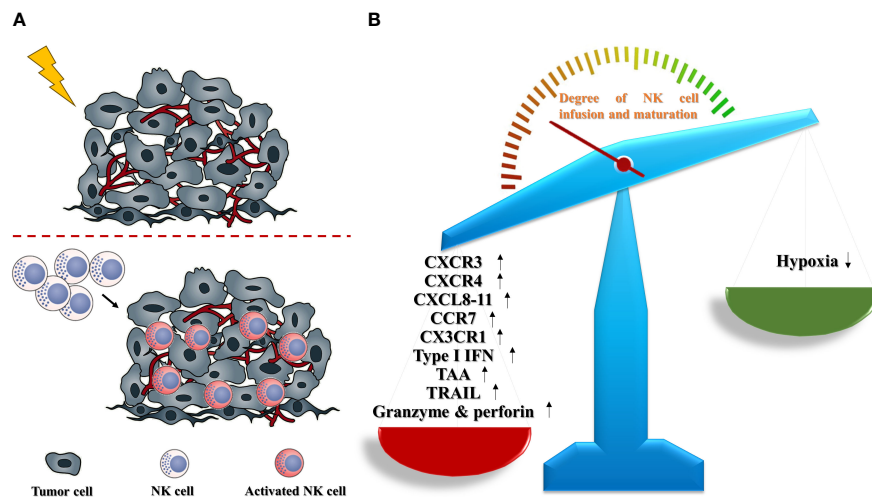 A
Tumor cell
NK cell
Activated NK cell
B
Degree of NK cell
infusion and maturation
CXCR3 ↑
CXCR4 ↑
CXCL8-11 ↑
CCR7 ↑
CX3CR1 ↑
Type I IFN ↑
TAA ↑
TRAIL ↑
Granzyme & perforin ↑
Hypoxia ↓